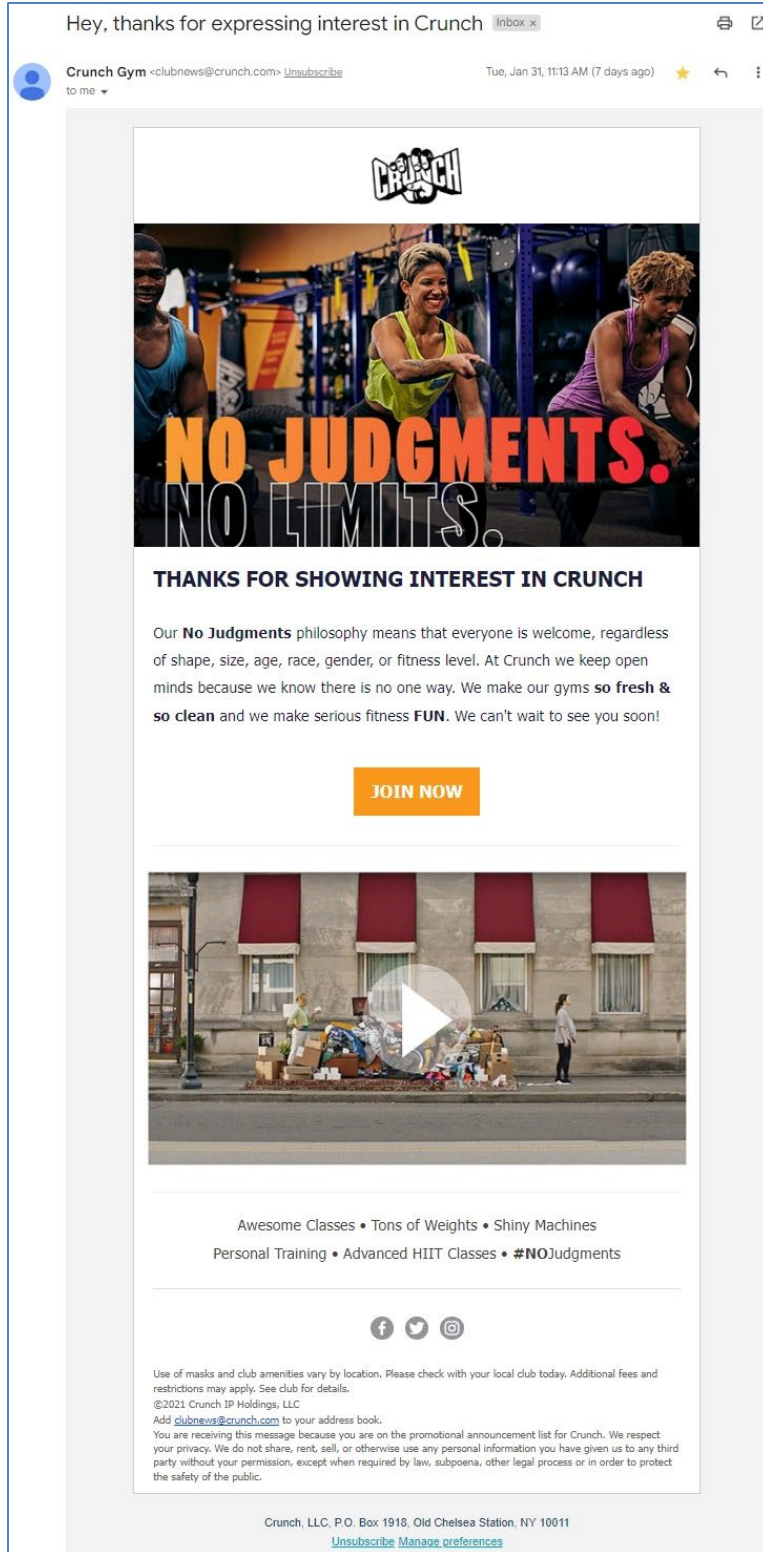 Hey, thanks for expressing interest in Crunch Inbox ×
Crunch Gym <clubnews@crunch.com> Unsubscribe Tue, Jan 31, 11:13 AM (7 days ago)
to me
CRUNCH
NO JUDGMENTS.
NO LIMITS.
THANKS FOR SHOWING INTEREST IN CRUNCH
Our No Judgments philosophy means that everyone is welcome, regardless
of shape, size, age, race, gender, or fitness level. At Crunch we keep open
minds because we know there is no one way. We make our gyms so fresh &
so clean and we make serious fitness FUN. We can't wait to see you soon!
JOIN NOW
Awesome Classes • Tons of Weights • Shiny Machines
Personal Training • Advanced HIIT Classes • #NOJudgments
Use of masks and club amenities vary by location. Please check with your local club today. Additional fees and
restrictions may apply. See club for details.
©2021 Crunch IP Holdings, LLC
Add clubnews@crunch.com to your address book.
You are receiving this message because you are on the promotional announcement list for Crunch. We respect
your privacy. We do not share, rent, sell, or otherwise use any personal information you have given us to any third
party without your permission, except when required by law, subpoena, other legal process or in order to protect
the safety of the public.
Crunch, LLC, P.O. Box 1918, Old Chelsea Station, NY 10011
Unsubscribe Manage preferences